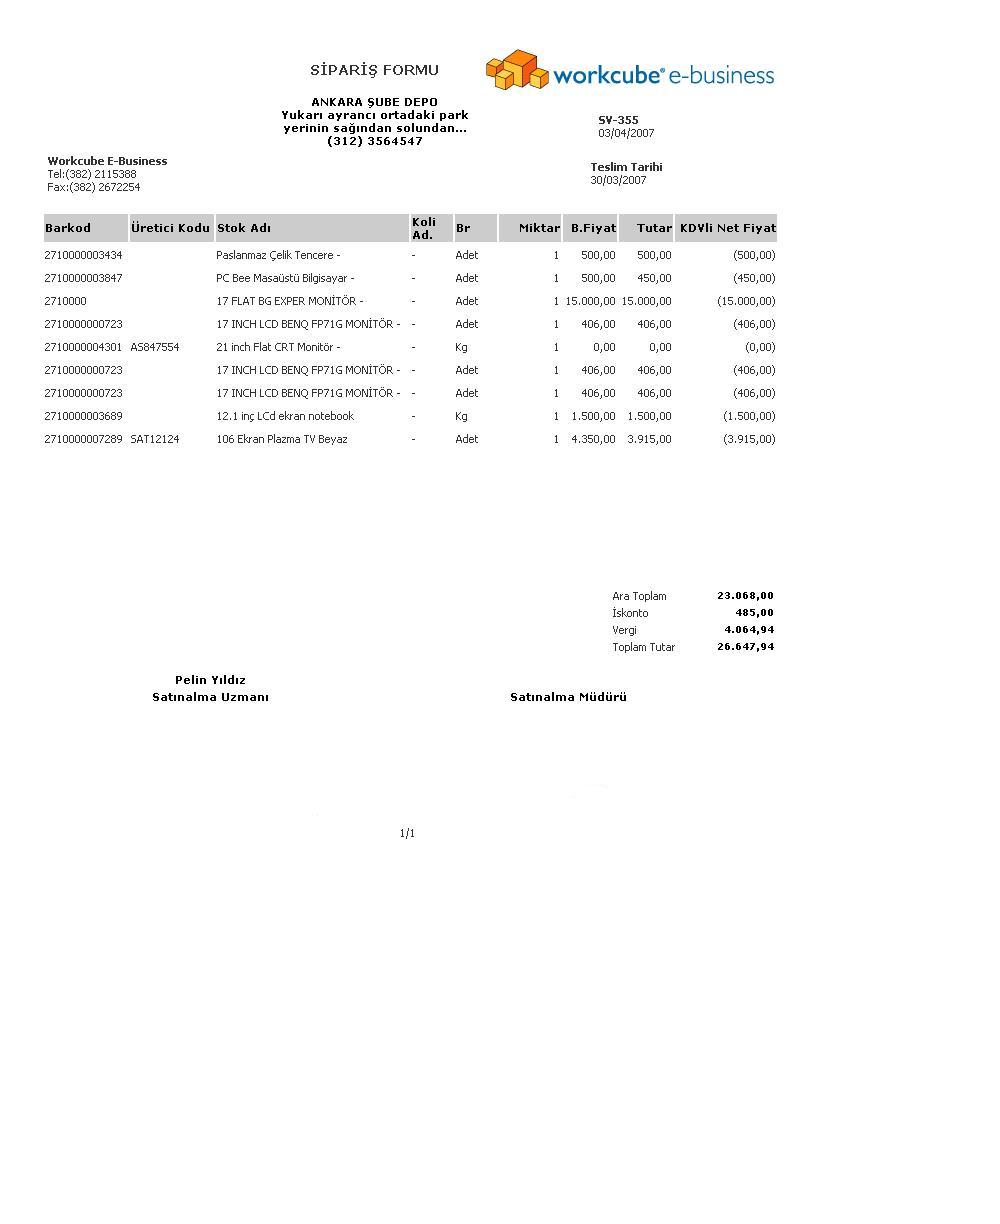 SİPARİŞ FORMU
workcube® e-business
ANKARA ŞUBE DEPO
Yukarı ayrancı ortadaki park
yerinin sağından solundan...
(312) 3564547
SV-355
03/04/2007
Workcube E-Business
Tel:(382) 2115388
Fax:(382) 2672254
Teslim Tarihi
30/03/2007
Barkod Üretici Kodu Stok Adı Koli Ad. Br Miktar B.Fiyat Tutar KDVli Net Fiyat
2710000003434 Paslanmaz Çelik Tencere - - Adet 1 500,00 500,00 (500,00)
2710000003847 PC Bee Masaüstü Bilgisayar - - Adet 1 500,00 450,00 (450,00)
2710000 17 FLAT BG EXPER MONİTÖR - - Adet 1 15.000,00 15.000,00 (15.000,00)
2710000000723 17 INCH LCD BENQ FP71G MONİTÖR - - Adet 1 406,00 406,00 (406,00)
2710000004301 AS847554 21 inch Flat CRT Monitör - - Kg 1 0,00 0,00 (0,00)
2710000000723 17 INCH LCD BENQ FP71G MONİTÖR - - Adet 1 406,00 406,00 (406,00)
2710000000723 17 INCH LCD BENQ FP71G MONİTÖR - - Adet 1 406,00 406,00 (406,00)
2710000003689 12.1 inç LCd ekran notebook - Kg 1 1.500,00 1.500,00 (1.500,00)
2710000007289 SAT12124 106 Ekran Plazma TV Beyaz - Adet 1 4.350,00 3.915,00 (3.915,00)
Ara Toplam 23.068,00
İskonto 485,00
Vergi 4.064,94
Toplam Tutar 26.647,94
Pelin Yıldız
Satınalma Uzmanı Satınalma Müdürü
1/1